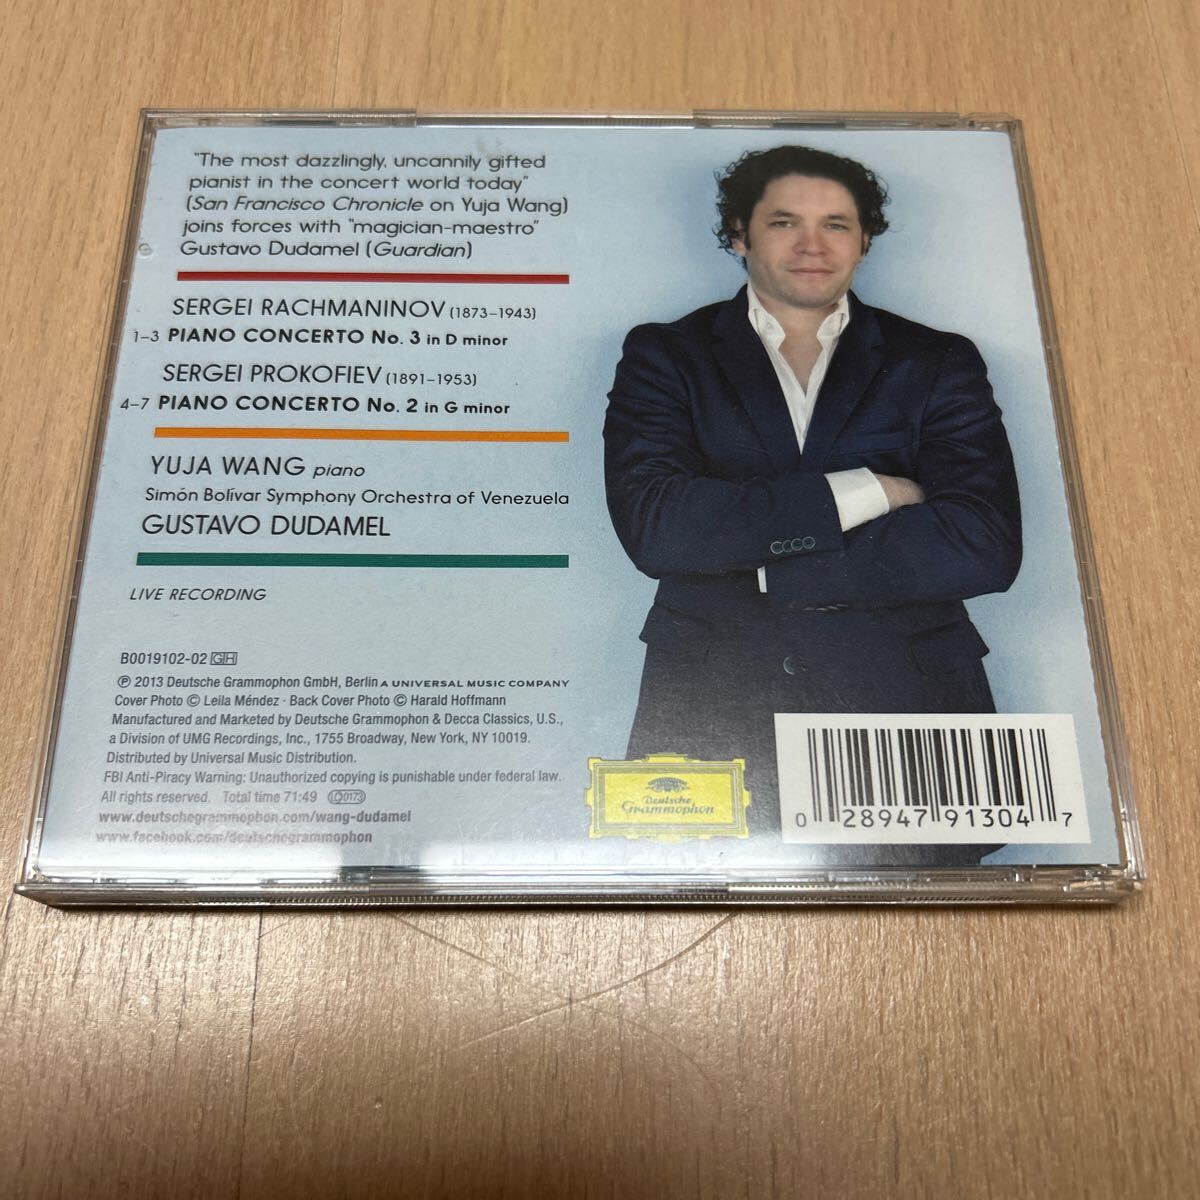 "The most dazzlingly, uncannily gifted
pianist in the concert world today"
(San Francisco Chronicle on Yuja Wang)
joins forces with "magician-maestro"
Gustavo Dudamel (Guardian)
SERGEI RACHMANINOV (1873–1943)
1–3 PIANO CONCERTO No. 3 in D minor
SERGEI PROKOFIEV (1891–1953)
4–7 PIANO CONCERTO No. 2 in G minor
YUJA WANG piano
Simón Bolívar Symphony Orchestra of Venezuela
GUSTAVO DUDAMEL
LIVE RECORDING
B0019102-02 GH
℗ 2013 Deutsche Grammophon GmbH, Berlin A UNIVERSAL MUSIC COMPANY
Cover Photo © Leila Méndez · Back Cover Photo © Harald Hoffmann
Manufactured and Marketed by Deutsche Grammophon & Decca Classics, U.S.,
a Division of UMG Recordings, Inc., 1755 Broadway, New York, NY 10019.
Distributed by Universal Music Distribution.
FBI Anti-Piracy Warning: Unauthorized copying is punishable under federal law.
All rights reserved. Total time 71:49 LC0173
www.deutschegrammophon.com/wang-dudamel
www.facebook.com/deutschegrammophon
Deutsche
Grammophon
0 28947 91304 7